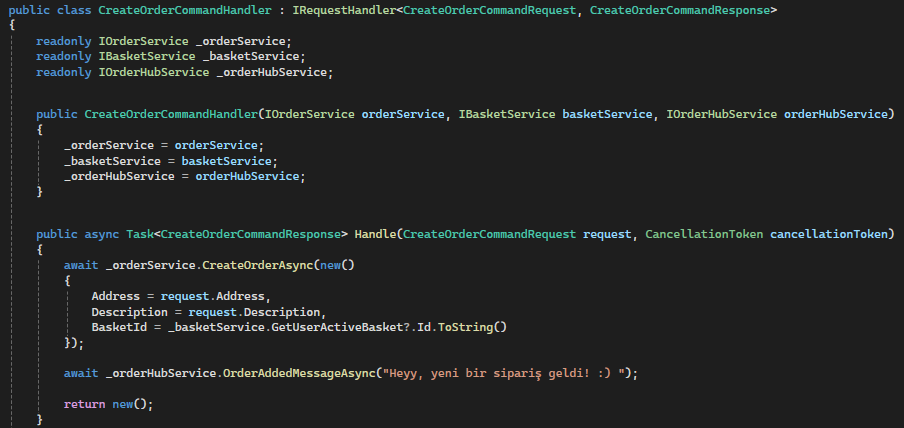 public class CreateOrderCommandHandler : IRequestHandler<CreateOrderCommandRequest, CreateOrderCommandResponse>
{
readonly IOrderService _orderService;
readonly IBasketService _basketService;
readonly IOrderHubService _orderHubService;
public CreateOrderCommandHandler(IOrderService orderService, IBasketService basketService, IOrderHubService orderHubService)
{
_orderService = orderService;
_basketService = basketService;
_orderHubService = orderHubService;
}
public async Task<CreateOrderCommandResponse> Handle(CreateOrderCommandRequest request, CancellationToken cancellationToken)
{
await _orderService.CreateOrderAsync(new()
{
Address = request.Address,
Description = request.Description,
BasketId = _basketService.GetUserActiveBasket?.Id.ToString()
});
await _orderHubService.OrderAddedMessageAsync("Heyy, yeni bir sipariş geldi! :) ");
return new();
}